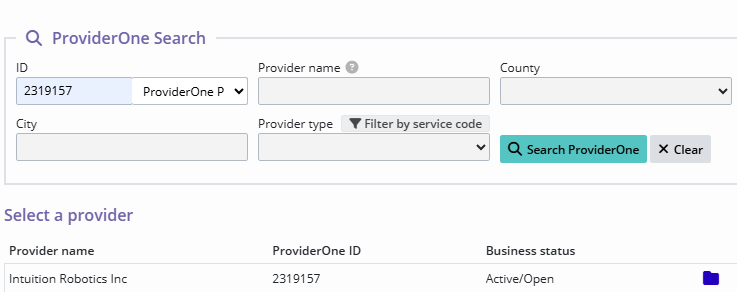 ProviderOne Search
ID Provider name ? County
2319157 ProviderOne P
City Provider type Filter by service code
Search ProviderOne Clear
Select a provider
Provider name ProviderOne ID Business status
Intuition Robotics Inc 2319157 Active/Open